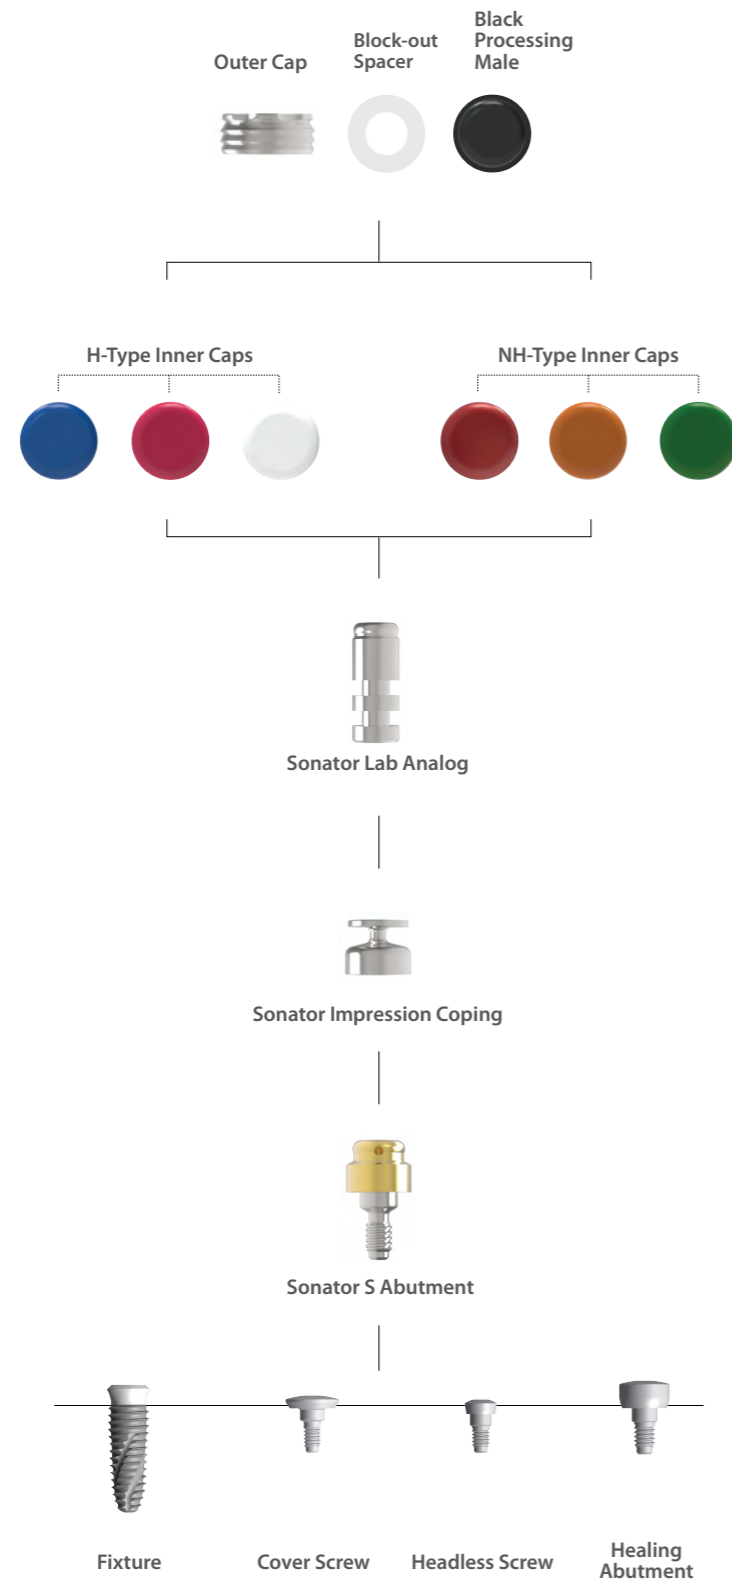 Outer Cap
Block-out
Spacer
Black
Processing
Male
H-Type Inner Caps
NH-Type Inner Caps
Sonator Lab Analog
Sonator Impression Coping
Sonator S Abutment
Fixture
Cover Screw
Headless Screw
Healing
Abutment